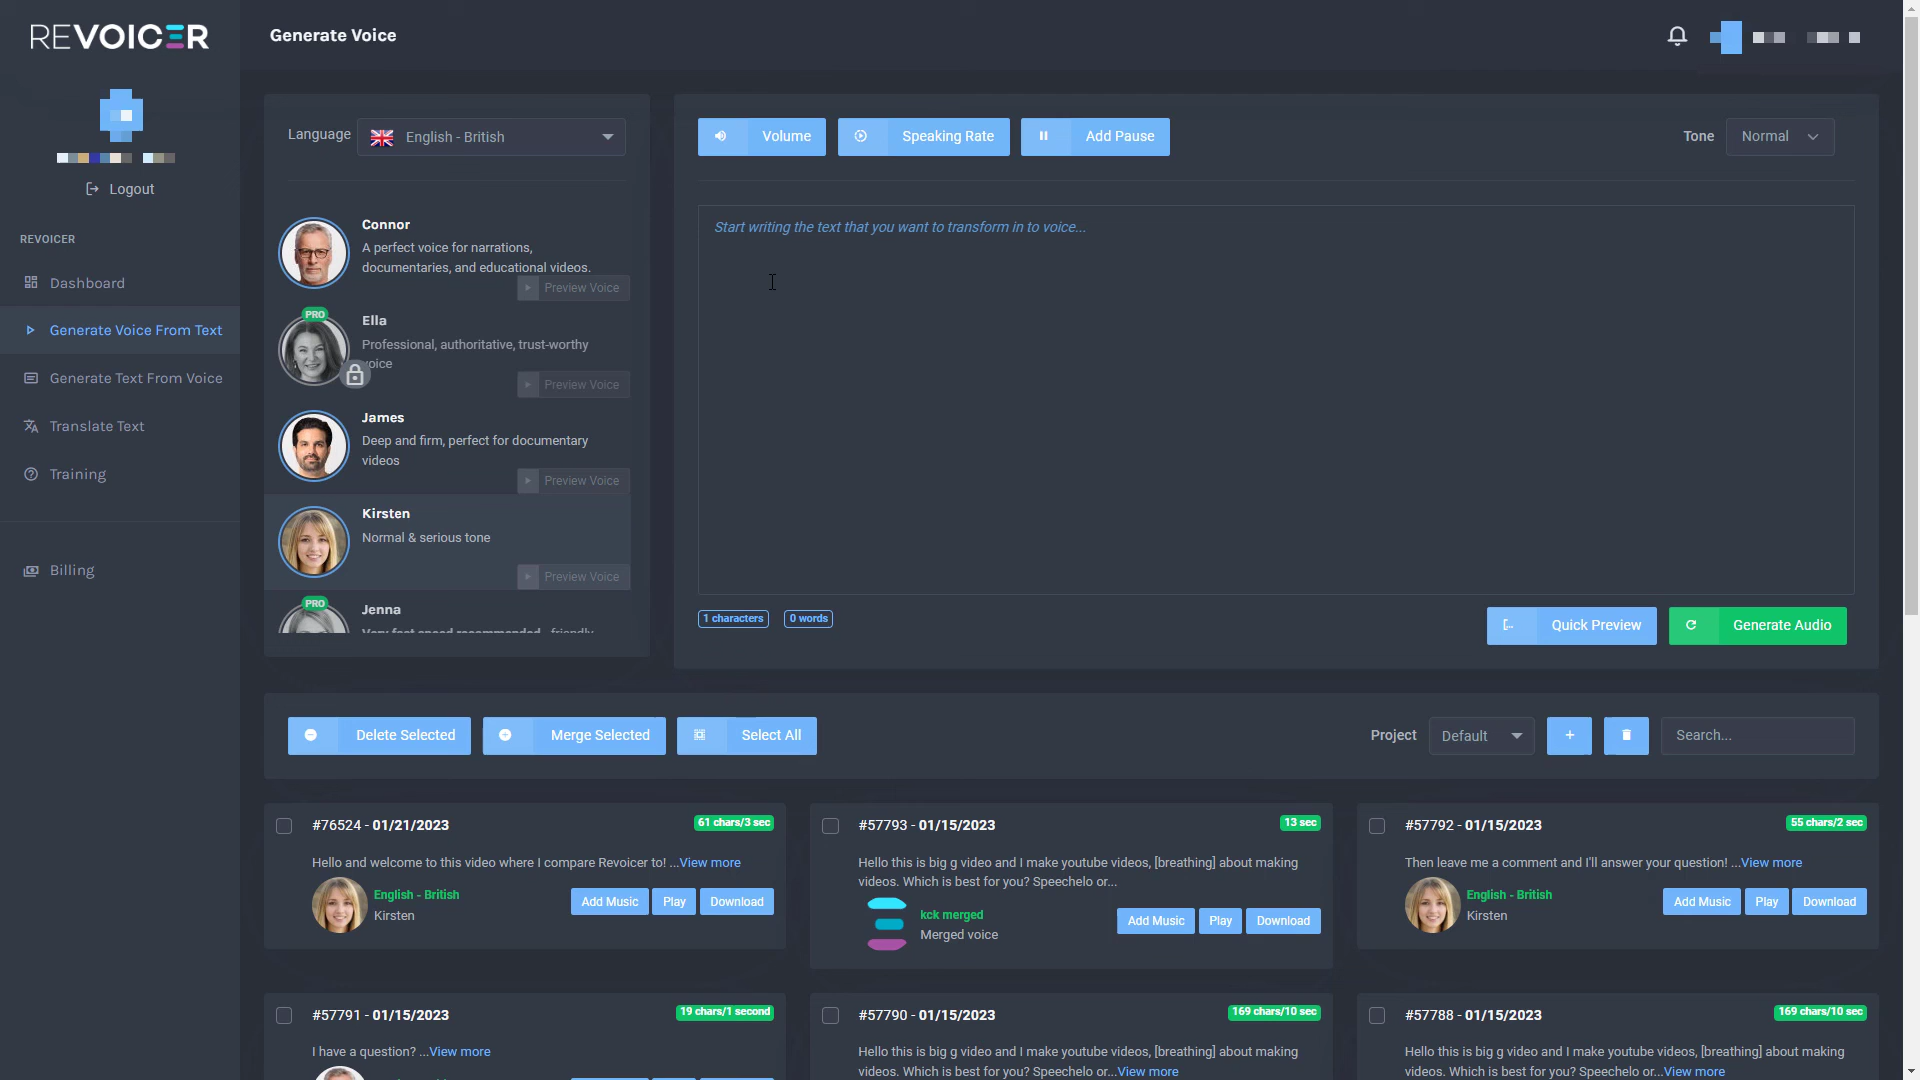 REVOICER
Generate Voice
Logout
REVOICER
Dashboard
Generate Voice From Text
Generate Text From Voice
Translate Text
Training
Billing
Language
English - British
Connor
A perfect voice for narrations,
documentaries, and educational videos.
Preview Voice
PRO
Ella
Professional, authoritative, trust-worthy
voice
Preview Voice
James
Deep and firm, perfect for documentary
videos
Preview Voice
Kirsten
Normal & serious tone
Preview Voice
PRO
Jenna
Very fast speed recommended - friendly
Volume
Speaking Rate
Add Pause
Tone
Normal
Start writing the text that you want to transform in to voice...
1 characters
0 words
Quick Preview
Generate Audio
Delete Selected
Merge Selected
Select All
Project
Default
Search...
#76524 - 01/21/2023
61 chars/3 sec
Hello and welcome to this video where I compare Revoicer to! ...View more
English - British
Kirsten
Add Music
Play
Download
#57793 - 01/15/2023
13 sec
Hello this is big g video and I make youtube videos, [breathing] about making
videos. Which is best for you? Speechelo or...
kck merged
Merged voice
Add Music
Play
Download
#57792 - 01/15/2023
55 chars/2 sec
Then leave me a comment and I'll answer your question! ...View more
English - British
Kirsten
Add Music
Play
Download
#57791 - 01/15/2023
19 chars/1 second
I have a question? ...View more
#57790 - 01/15/2023
169 chars/10 sec
Hello this is big g video and I make youtube videos, [breathing] about making
videos. Which is best for you? Speechelo or...View more
#57788 - 01/15/2023
169 chars/10 sec
Hello this is big g video and I make youtube videos, [breathing] about making
videos. Which is best for you? Speechelo or...View more